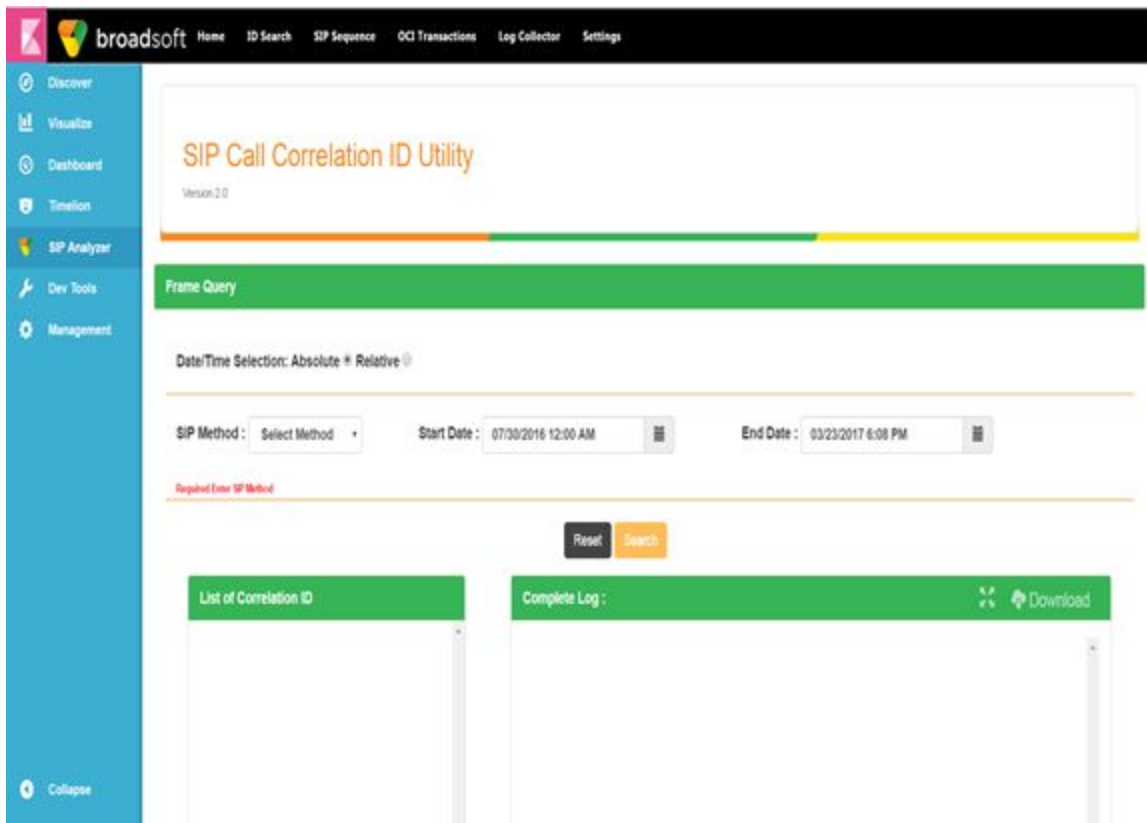 broadsoft Home ID Search SIP Sequence OCI Transactions Log Collector Settings
Discover
Visualize
Dashboard
Timelion
SIP Analyzer
Dev Tools
Management
Collapse
SIP Call Correlation ID Utility
Version 2.0
Frame Query
Date/Time Selection: Absolute Relative
SIP Method : Select Method Start Date : 07/30/2016 12:00 AM End Date : 03/23/2017 6:08 PM
Required Enter SIP Method
Reset Search
List of Correlation ID
Complete Log : Download